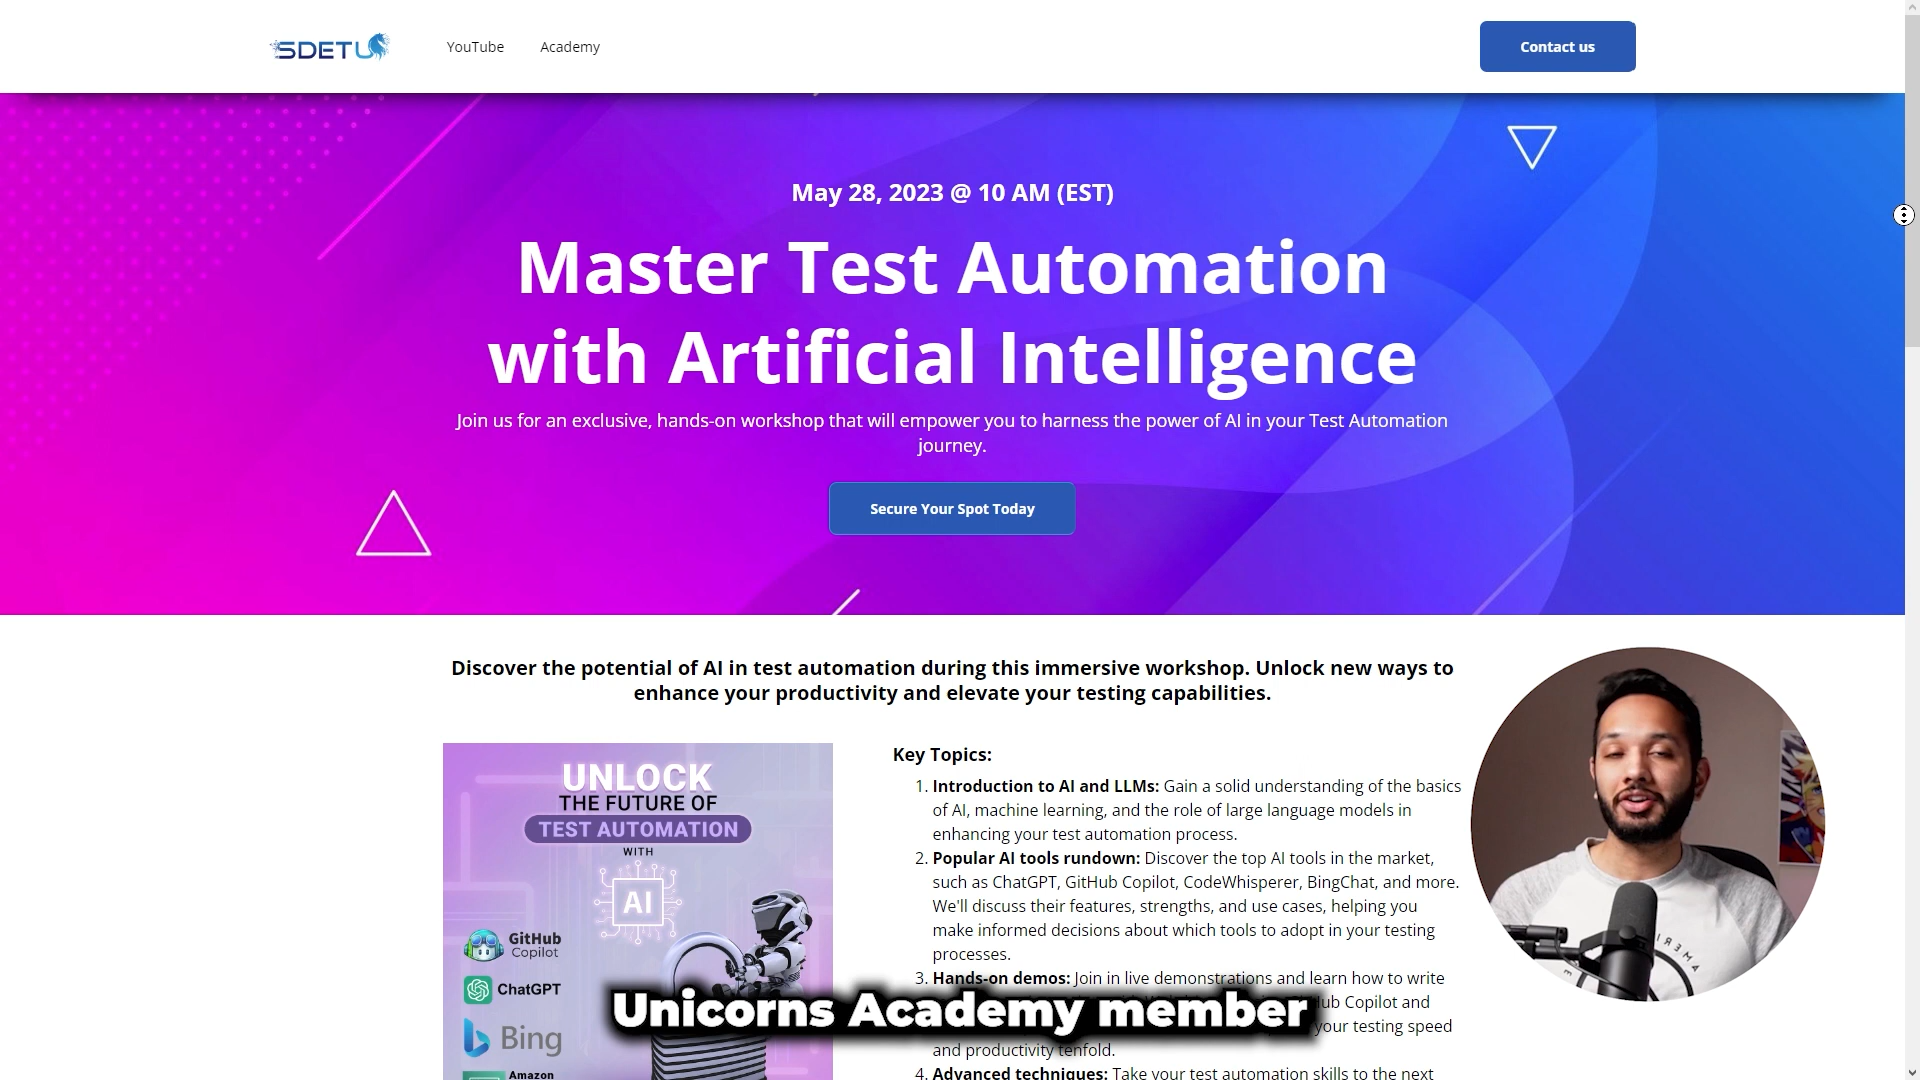 SDETU
YouTube
Academy
Contact us
May 28, 2023 @ 10 AM (EST)
Master Test Automation
with Artificial Intelligence
Join us for an exclusive, hands-on workshop that will empower you to harness the power of AI in your Test Automation
journey.
Secure Your Spot Today
Discover the potential of AI in test automation during this immersive workshop. Unlock new ways to
enhance your productivity and elevate your testing capabilities.
UNLOCK
THE FUTURE OF
TEST AUTOMATION
WITH
AI
GitHub
Copilot
ChatGPT
Bing
Amazon
Key Topics:
1. Introduction to AI and LLMs: Gain a solid understanding of the basics
of AI, machine learning, and the role of large language models in
enhancing your test automation process.
2. Popular AI tools rundown: Discover the top AI tools in the market,
such as ChatGPT, GitHub Copilot, CodeWhisperer, BingChat, and more.
We'll discuss their features, strengths, and use cases, helping you
make informed decisions about which tools to adopt in your testing
processes.
3. Hands-on demos: Join in live demonstrations and learn how to write
Copilot and
your testing speed
and productivity tenfold.
4. Advanced techniques: Take your test automation skills to the next
Unicorns Academy member